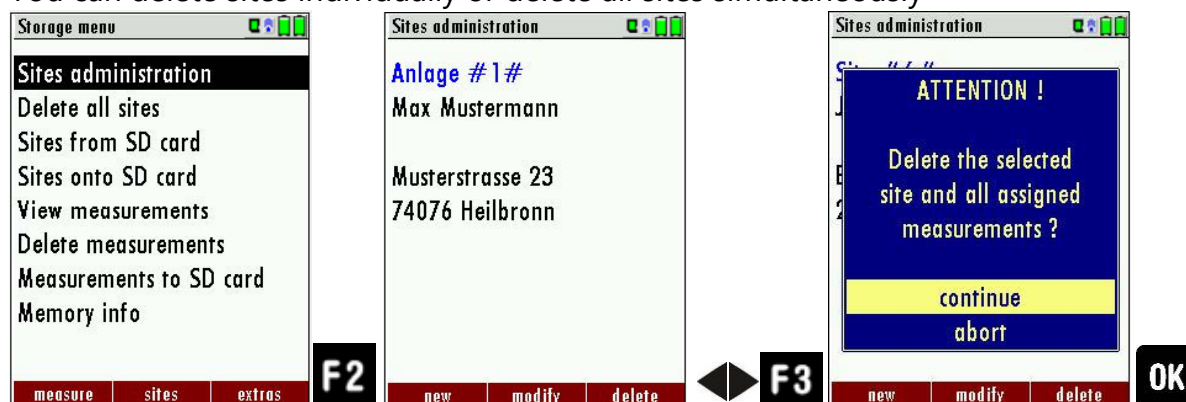 You can delete sites individually or delete all sites simultaneously
Storage menu
Sites administration
Delete all sites
Sites from SD card
Sites onto SD card
View measurements
Delete measurements
Measurements to SD card
Memory info
measure sites extras
F2
Sites administration
Anlage #1#
Max Mustermann
Musterstrasse 23
74076 Heilbronn
new modify delete
F3
Sites administration
ATTENTION !
Delete the selected
site and all assigned
measurements ?
continue
abort
new modify delete
OK